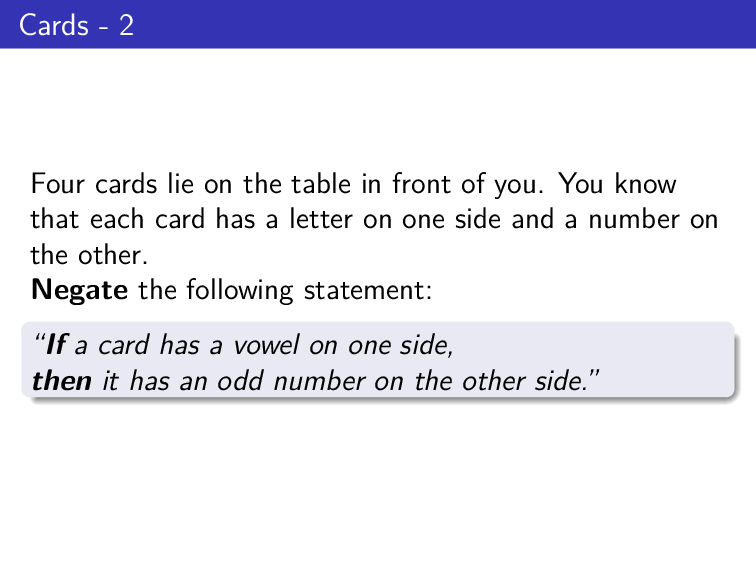 Cards - 2
Four cards lie on the table in front of you. You know
that each card has a letter on one side and a number on
the other.
Negate the following statement:
“If a card has a vowel on one side,
then it has an odd number on the other side.”